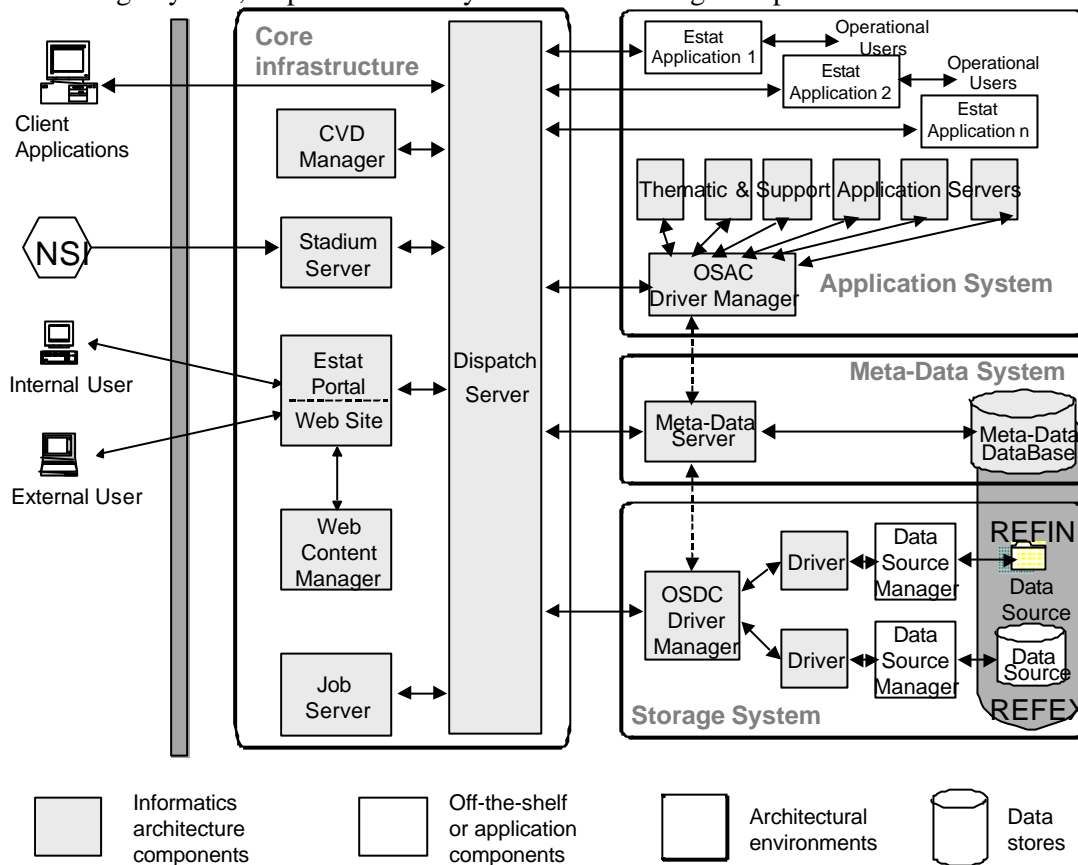 Core
infrastructure
Client
Applications
NSI
Internal User
External User
CVD
Manager
Stadium
Server
Estat
Portal
Web Site
Web
Content
Manager
Job
Server
Dispatch
Server
Estat
Application 1
Operational
Users
Estat
Application 2
Operational
Users
Estat
Application n
Thematic & Support Application Servers
OSAC
Driver Manager
Application System
Meta-Data System
Meta-Data
Server
Meta-Data
DataBase
OSDC
Driver
Manager
Driver
Data
Source
Manager
REFIN
Data
Source
Driver
Data
Source
Manager
Data
Source
REFEX
Storage System
Informatics
architecture
components
Off-the-shelf
or application
components
Architectural
environments
Data
stores